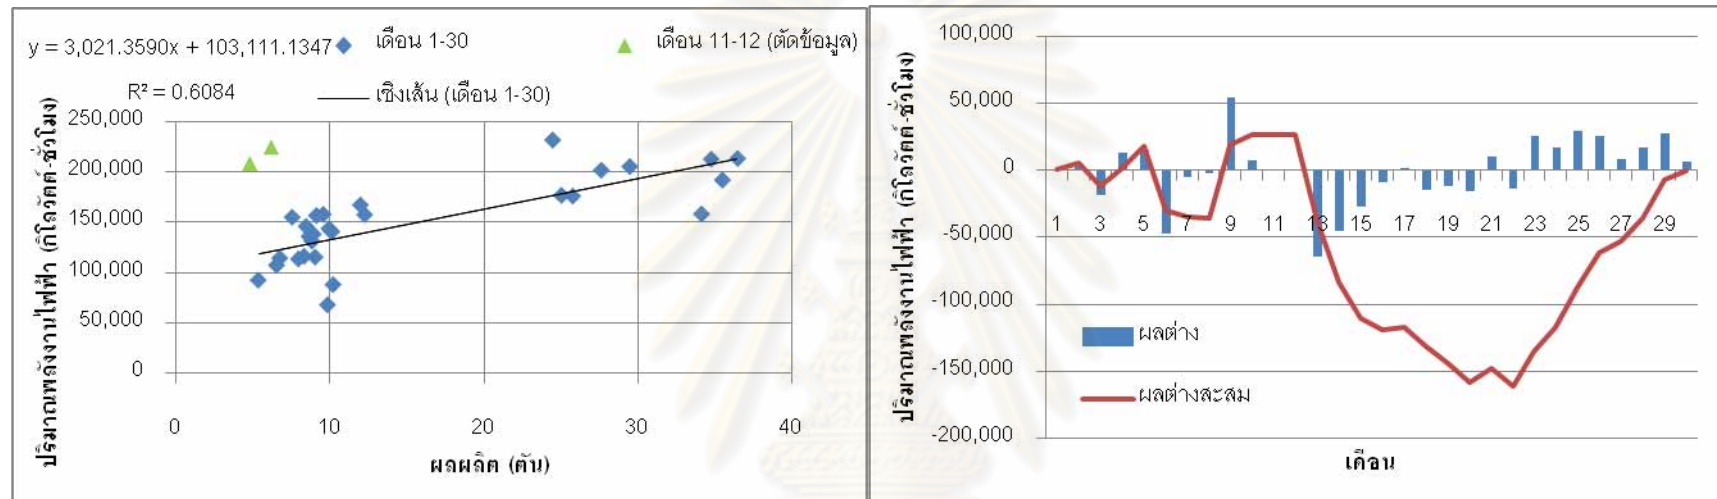 y = 3,021.3590x + 103,111.1347 เดือน 1-30 เดือน 11-12 (ตัดข้อมูล)
R² = 0.6084 เชิงเส้น (เดือน 1-30)
ปริมาณพลังงานไฟฟ้า (กิโลวัตต์-ชั่วโมง)
250,000
200,000
150,000
100,000
50,000
0
0 10 20 30 40
ผลผลิต (ตัน)
ปริมาณพลังงานไฟฟ้า (กิโลวัตต์-ชั่วโมง)
100,000
50,000
0
-50,000
-100,000
-150,000
-200,000
1 3 5 7 9 11 13 15 17 19 21 23 25 27 29
ผลต่าง
ผลต่างสะสม
เดือน